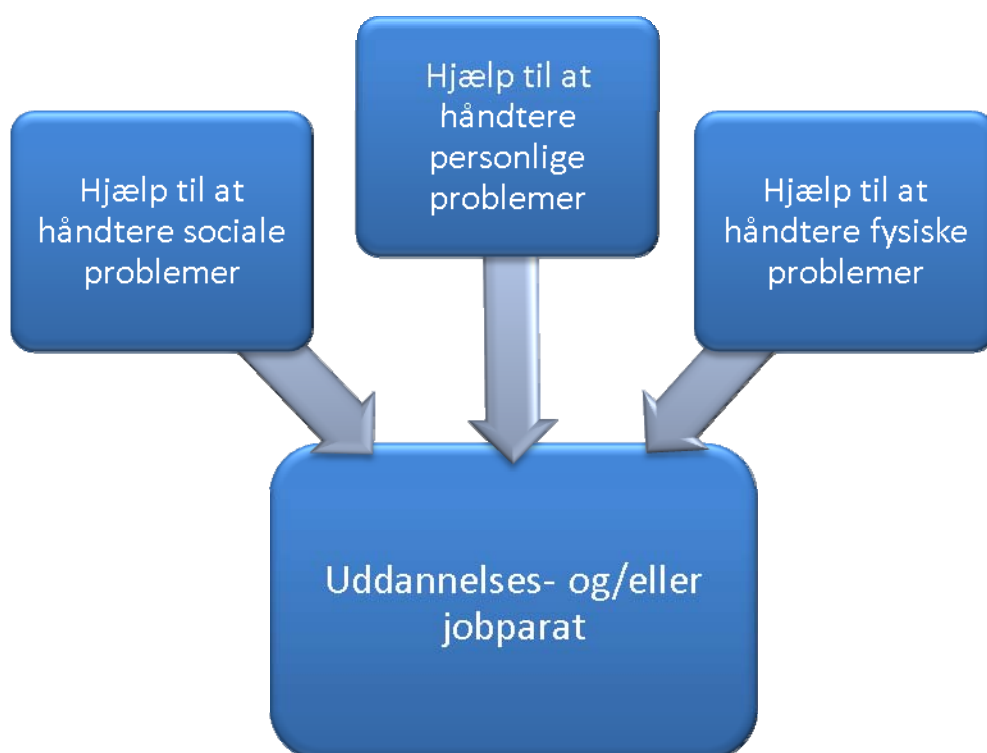 Hjælp til at
håndtere sociale
problemer
Hjælp til at
håndtere
personlige
problemer
Hjælp til at
håndtere fysiske
problemer
Uddannelses- og/eller
jobparat